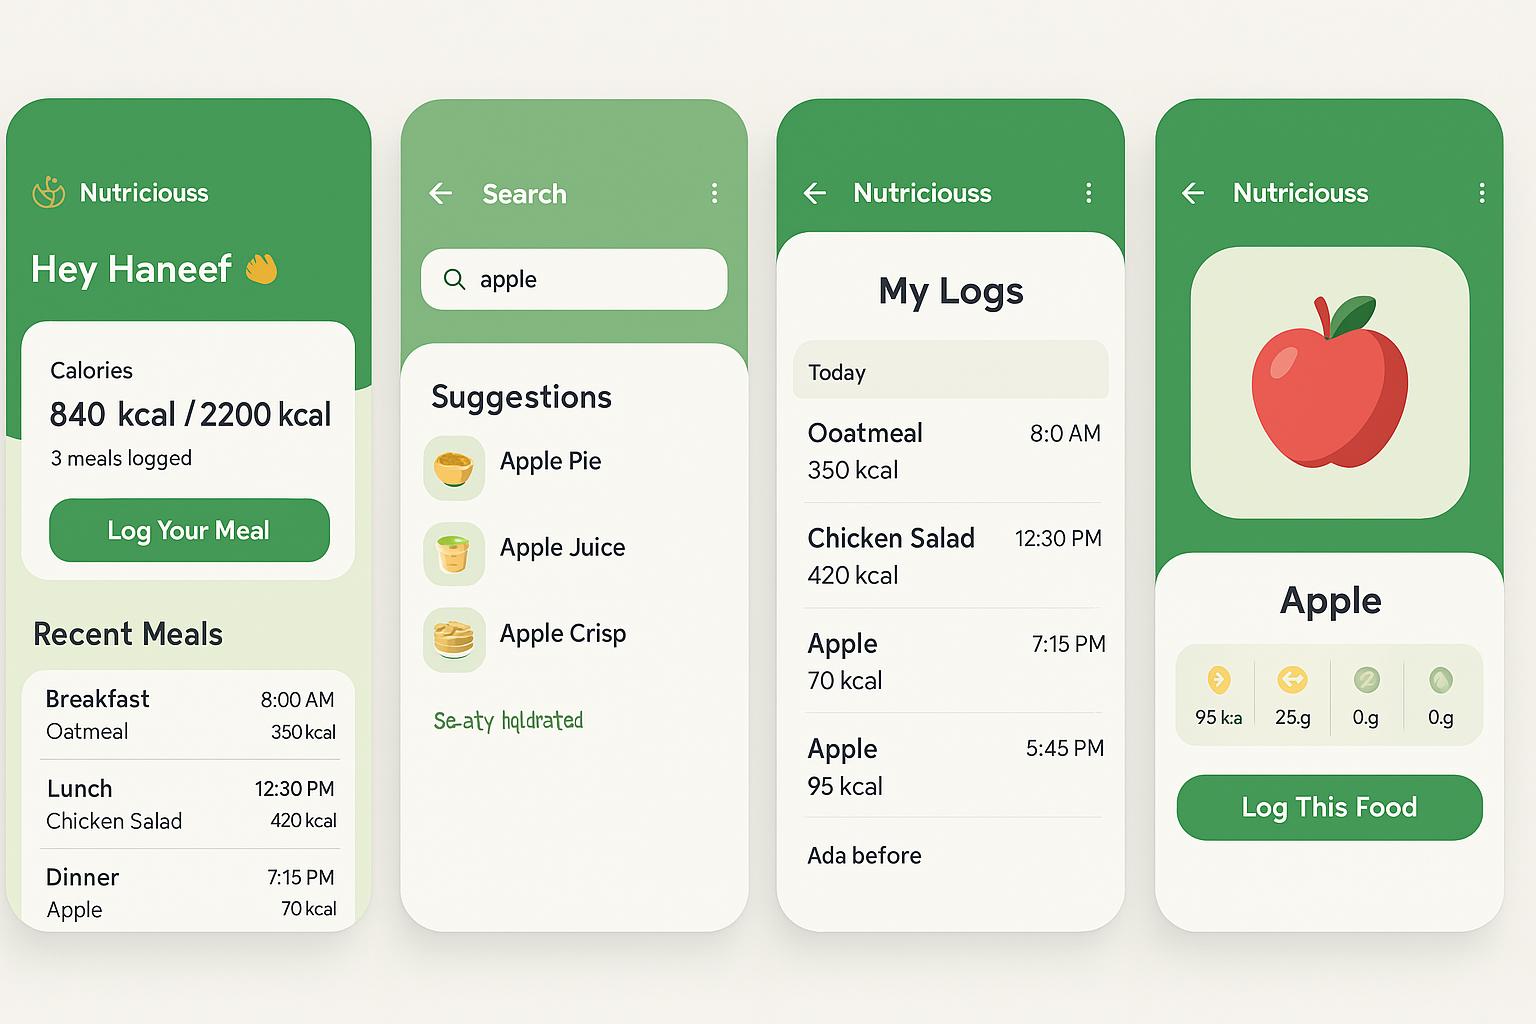 Nutriciouss
Hey Haneef
Calories
840 kcal / 2200 kcal
3 meals logged
Log Your Meal
Recent Meals
Breakfast 8:00 AM
Oatmeal 350 kcal
Lunch 12:30 PM
Chicken Salad 420 kcal
Dinner 7:15 PM
Apple 70 kcal
Search
apple
Suggestions
Apple Pie
Apple Juice
Apple Crisp
Nutriciouss
My Logs
Today
Ooatmeal 8:0 AM
350 kcal
Chicken Salad 12:30 PM
420 kcal
Apple 7:15 PM
70 kcal
Apple 5:45 PM
95 kcal
Ada before
Nutriciouss
Apple
95 k:a 25.g 0.g 0.g
Log This Food